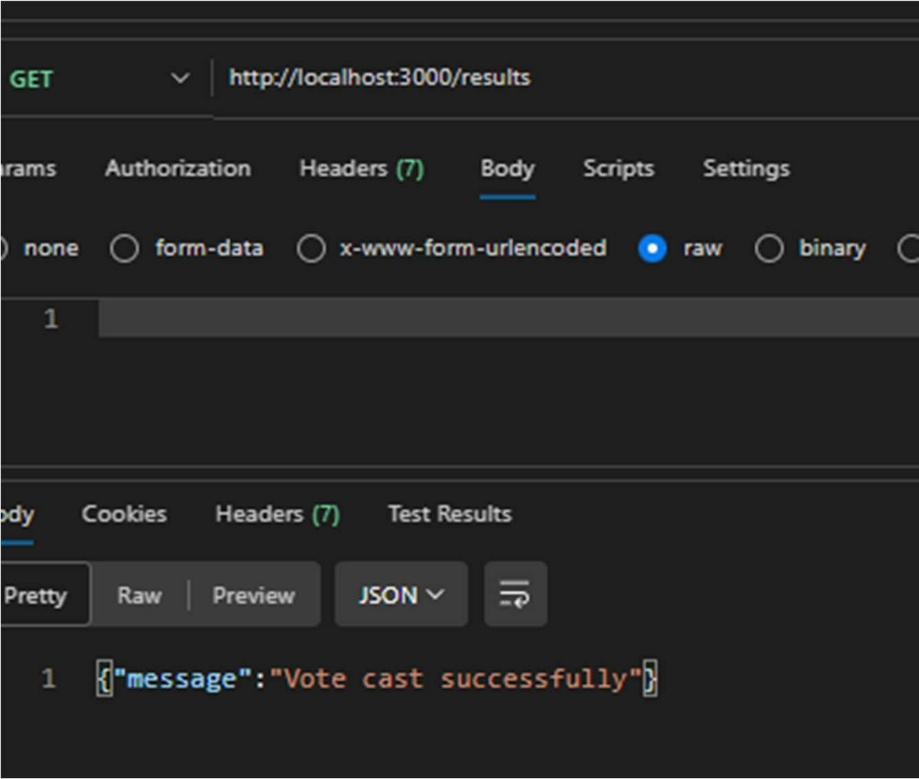 GET http://localhost:3000/results
arams Authorization Headers (7) Body Scripts Settings
none form-data x-www-form-urlencoded raw binary
1
ody Cookies Headers (7) Test Results
Pretty Raw Preview JSON
1 {"message":"Vote cast successfully"}